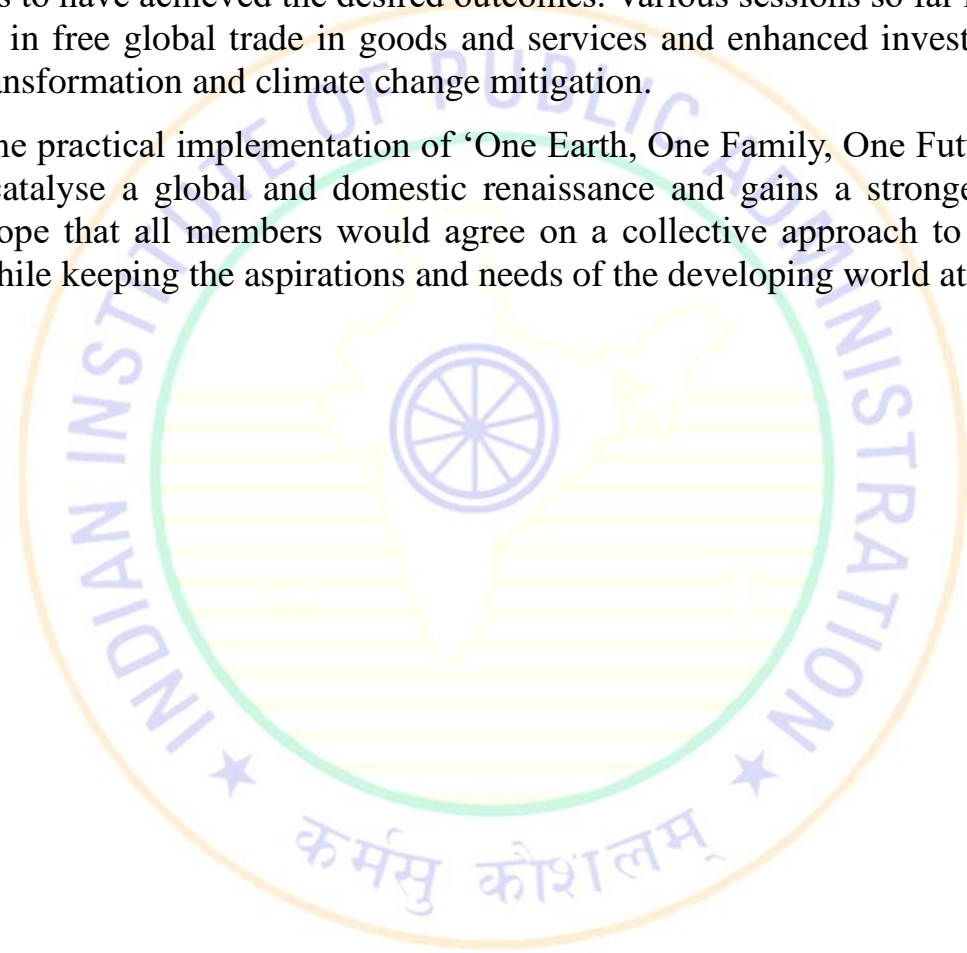 s to have achieved the desired outcomes. Various sessions so far
in free global trade in goods and services and enhanced invest
ansformation and climate change mitigation.
he practical implementation of ‘One Earth, One Family, One Fut
catalyse a global and domestic renaissance and gains a stronge
ope that all members would agree on a collective approach to
hile keeping the aspirations and needs of the developing world at
INDIAN INSTITUTE OF PUBLIC ADMINISTRATION
कर्मसु कौशलम्